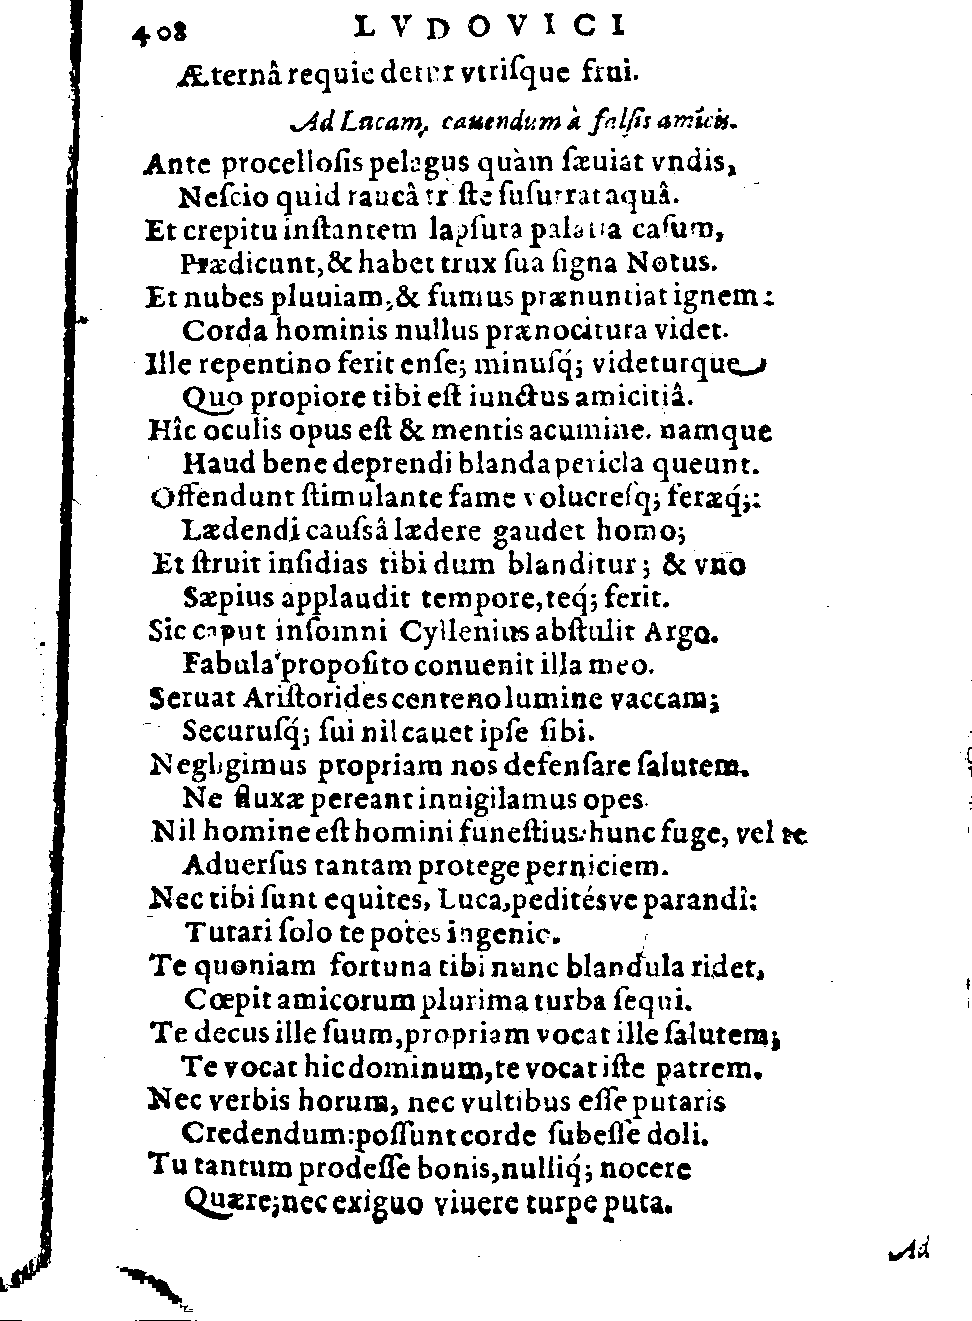 408 LVDOVICI
Æternâ requie detur vtrisque frui.
Ad Lucam, cauendum à falsis amicis.
Ante procellosis pelagus quàm sæuiat vndis,
Nescio quid raucâ triste susurrat aquâ.
Et crepitu instantem lapsura palatia casum,
Prædicunt, & habet trux sua signa Notus.
Et nubes pluuiam, & fumus prænuntiat ignem:
Corda hominis nullus prænocitura videt.
Ille repentino ferit ense; minusq́; videturque
Quo propiore tibi est iunctus amicitiâ.
Hîc oculis opus est & mentis acumine. namque
Haud bene deprendi blanda pericla queunt.
Offendunt stimulante fame volucresq; feræq́;:
Lædendi caussâ lædere gaudet homo;
Et struit insidias tibi dum blanditur; & vno
Sæpius applaudit tempore, teq́; ferit.
Sic caput insomni Cyllenius abstulit Argo.
Fabula proposito conuenit illa meo.
Seruat Aristorides centeno lumine vaccam;
Securusq́; sui nil cauet ipse sibi.
Negligimus propriam nos defensare salutem.
Ne fluxæ pereant inuigilamus opes.
Nil homine est homini funestius: hunc fuge, vel te
Aduersus tantam protege perniciem.
Nec tibi sunt equites, Luca, peditésve parandi:
Tutari solo te potes ingenio.
Te quoniam fortuna tibi nunc blandula ridet,
Cœpit amicorum plurima turba sequi.
Te decus ille suum, propriam vocat ille salutem;
Te vocat hic dominum, te vocat iste patrem.
Nec verbis horum, nec vultibus esse putaris
Credendum: possunt corde subesse doli.
Tu tantum prodesse bonis, nulliq́; nocere
Quære; nec exiguo viuere turpe puta.
Ad